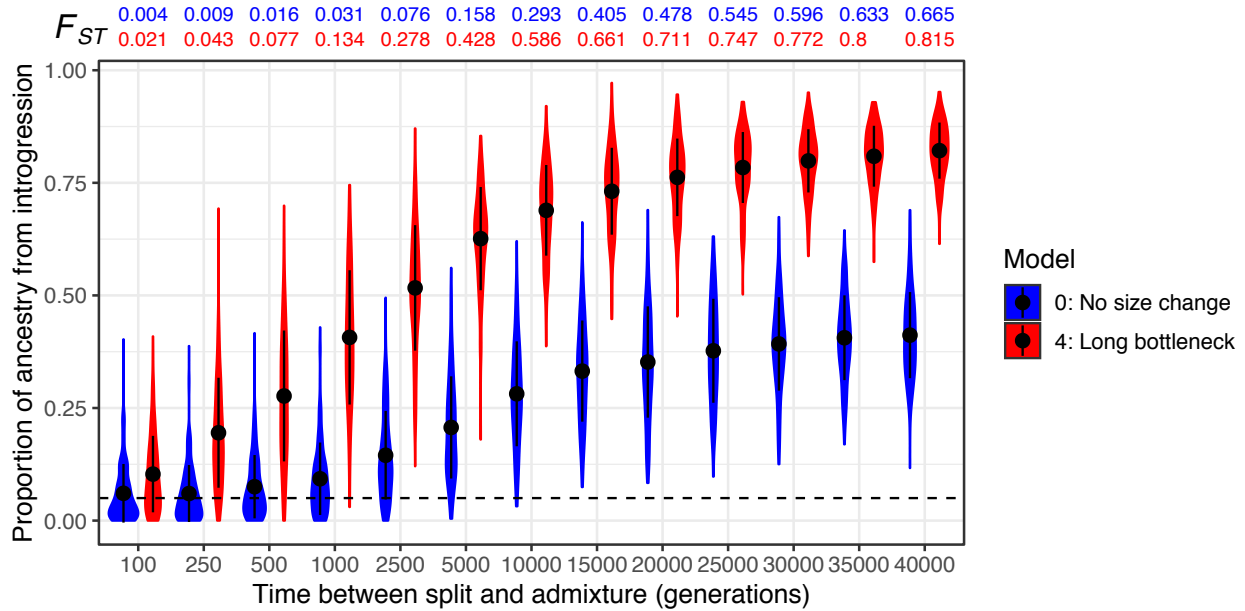 0.004 0.009 0.016 0.031 0.076 0.158 0.293 0.405 0.478 0.545 0.596 0.633 0.665
F_ST
0.021 0.043 0.077 0.134 0.278 0.428 0.586 0.661 0.711 0.747 0.772 0.8 0.815
Proportion of ancestry from introgression
1.00
0.75
0.50
0.25
0.00
100 250 500 1000 2500 5000 10000 15000 20000 25000 30000 35000 40000
Time between split and admixture (generations)
Model
0: No size change
4: Long bottleneck